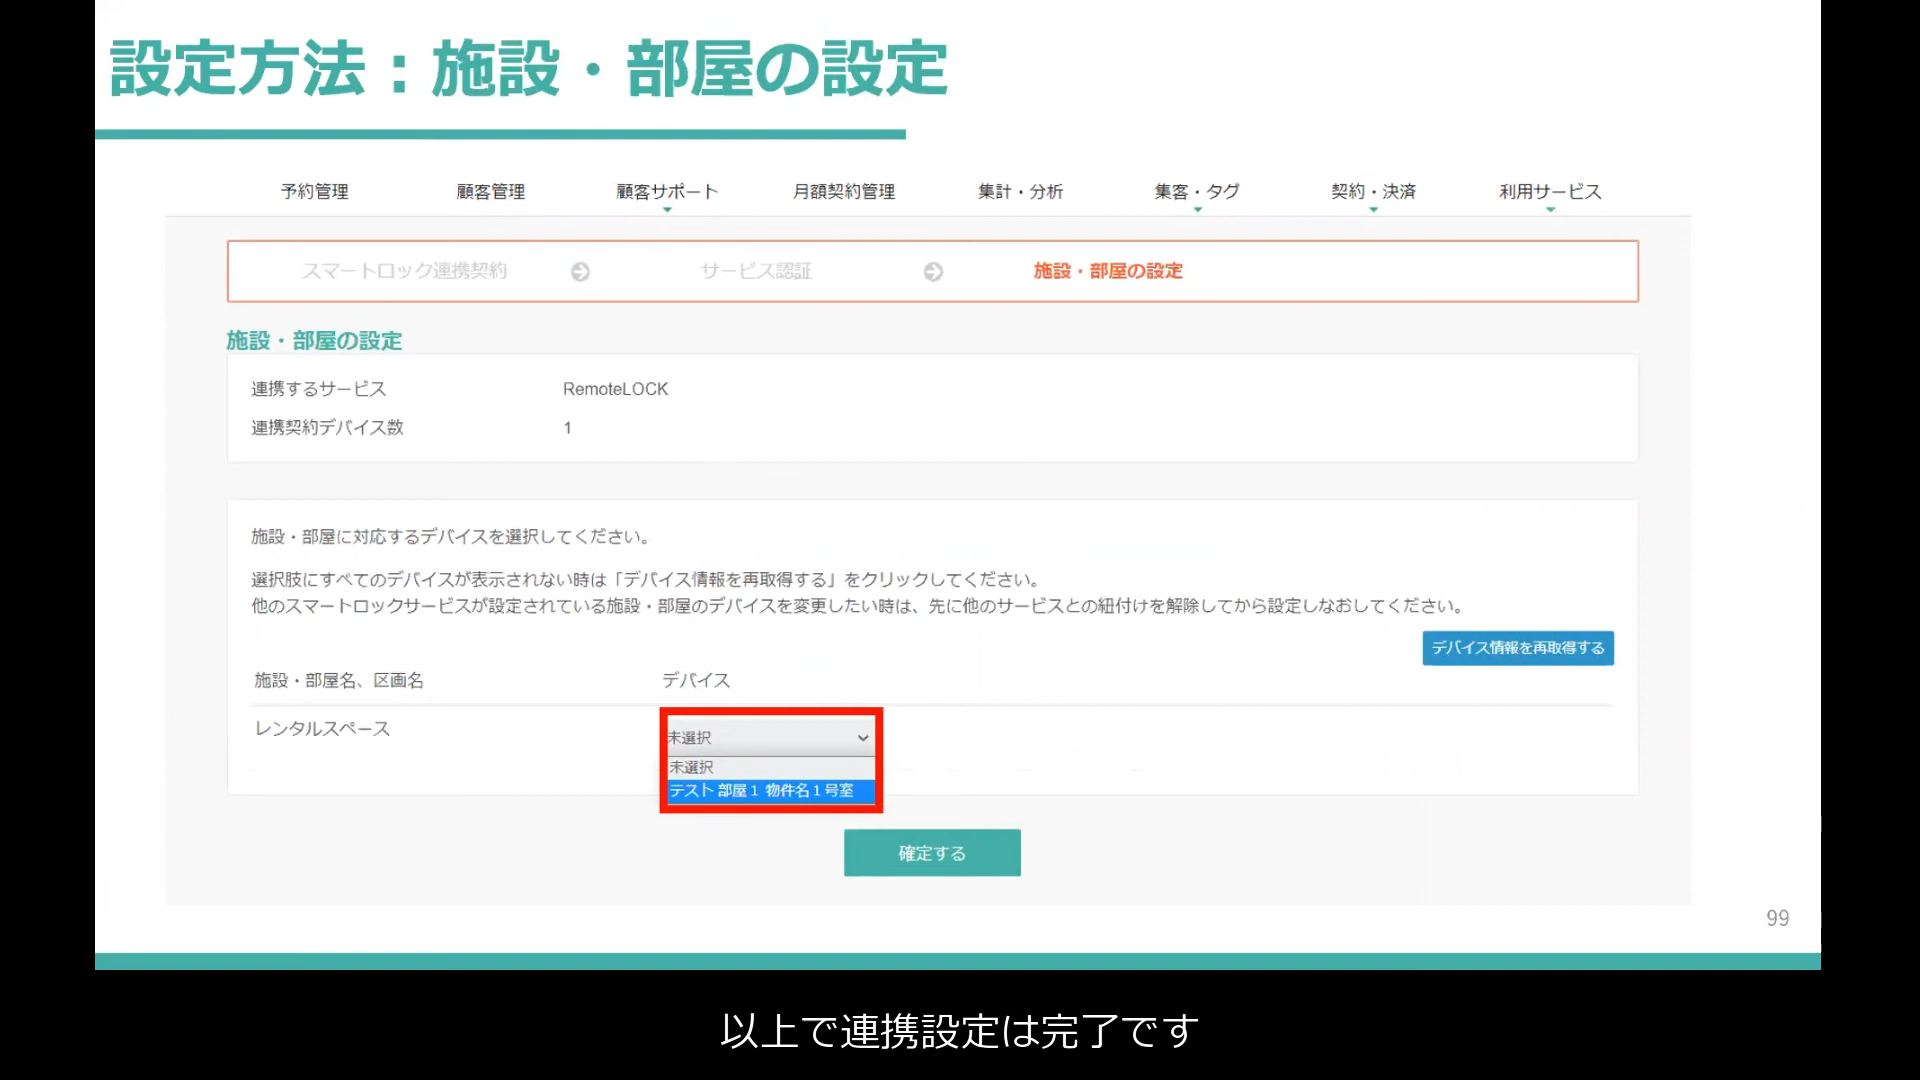 設定方法：施設・部屋の設定
予約管理 顧客管理 顧客サポート 月額契約管理 集計・分析 集客・タグ 契約・決済 利用サービス
スマートロック連携契約 サービス認証 施設・部屋の設定
施設・部屋の設定
連携するサービス RemoteLOCK
連携契約デバイス数 1
施設・部屋に対応するデバイスを選択してください。
選択肢にすべてのデバイスが表示されない時は「デバイス情報を再取得する」をクリックしてください。
他のスマートロックサービスが設定されている施設・部屋のデバイスを変更したい時は、先に他のサービスとの紐付けを解除してから設定しなおしてください。
デバイス情報を再取得する
施設・部屋名、区画名 デバイス
レンタルスペース 未選択
未選択
テスト 部屋１ 物件名１号室
確定する
99
以上で連携設定は完了です